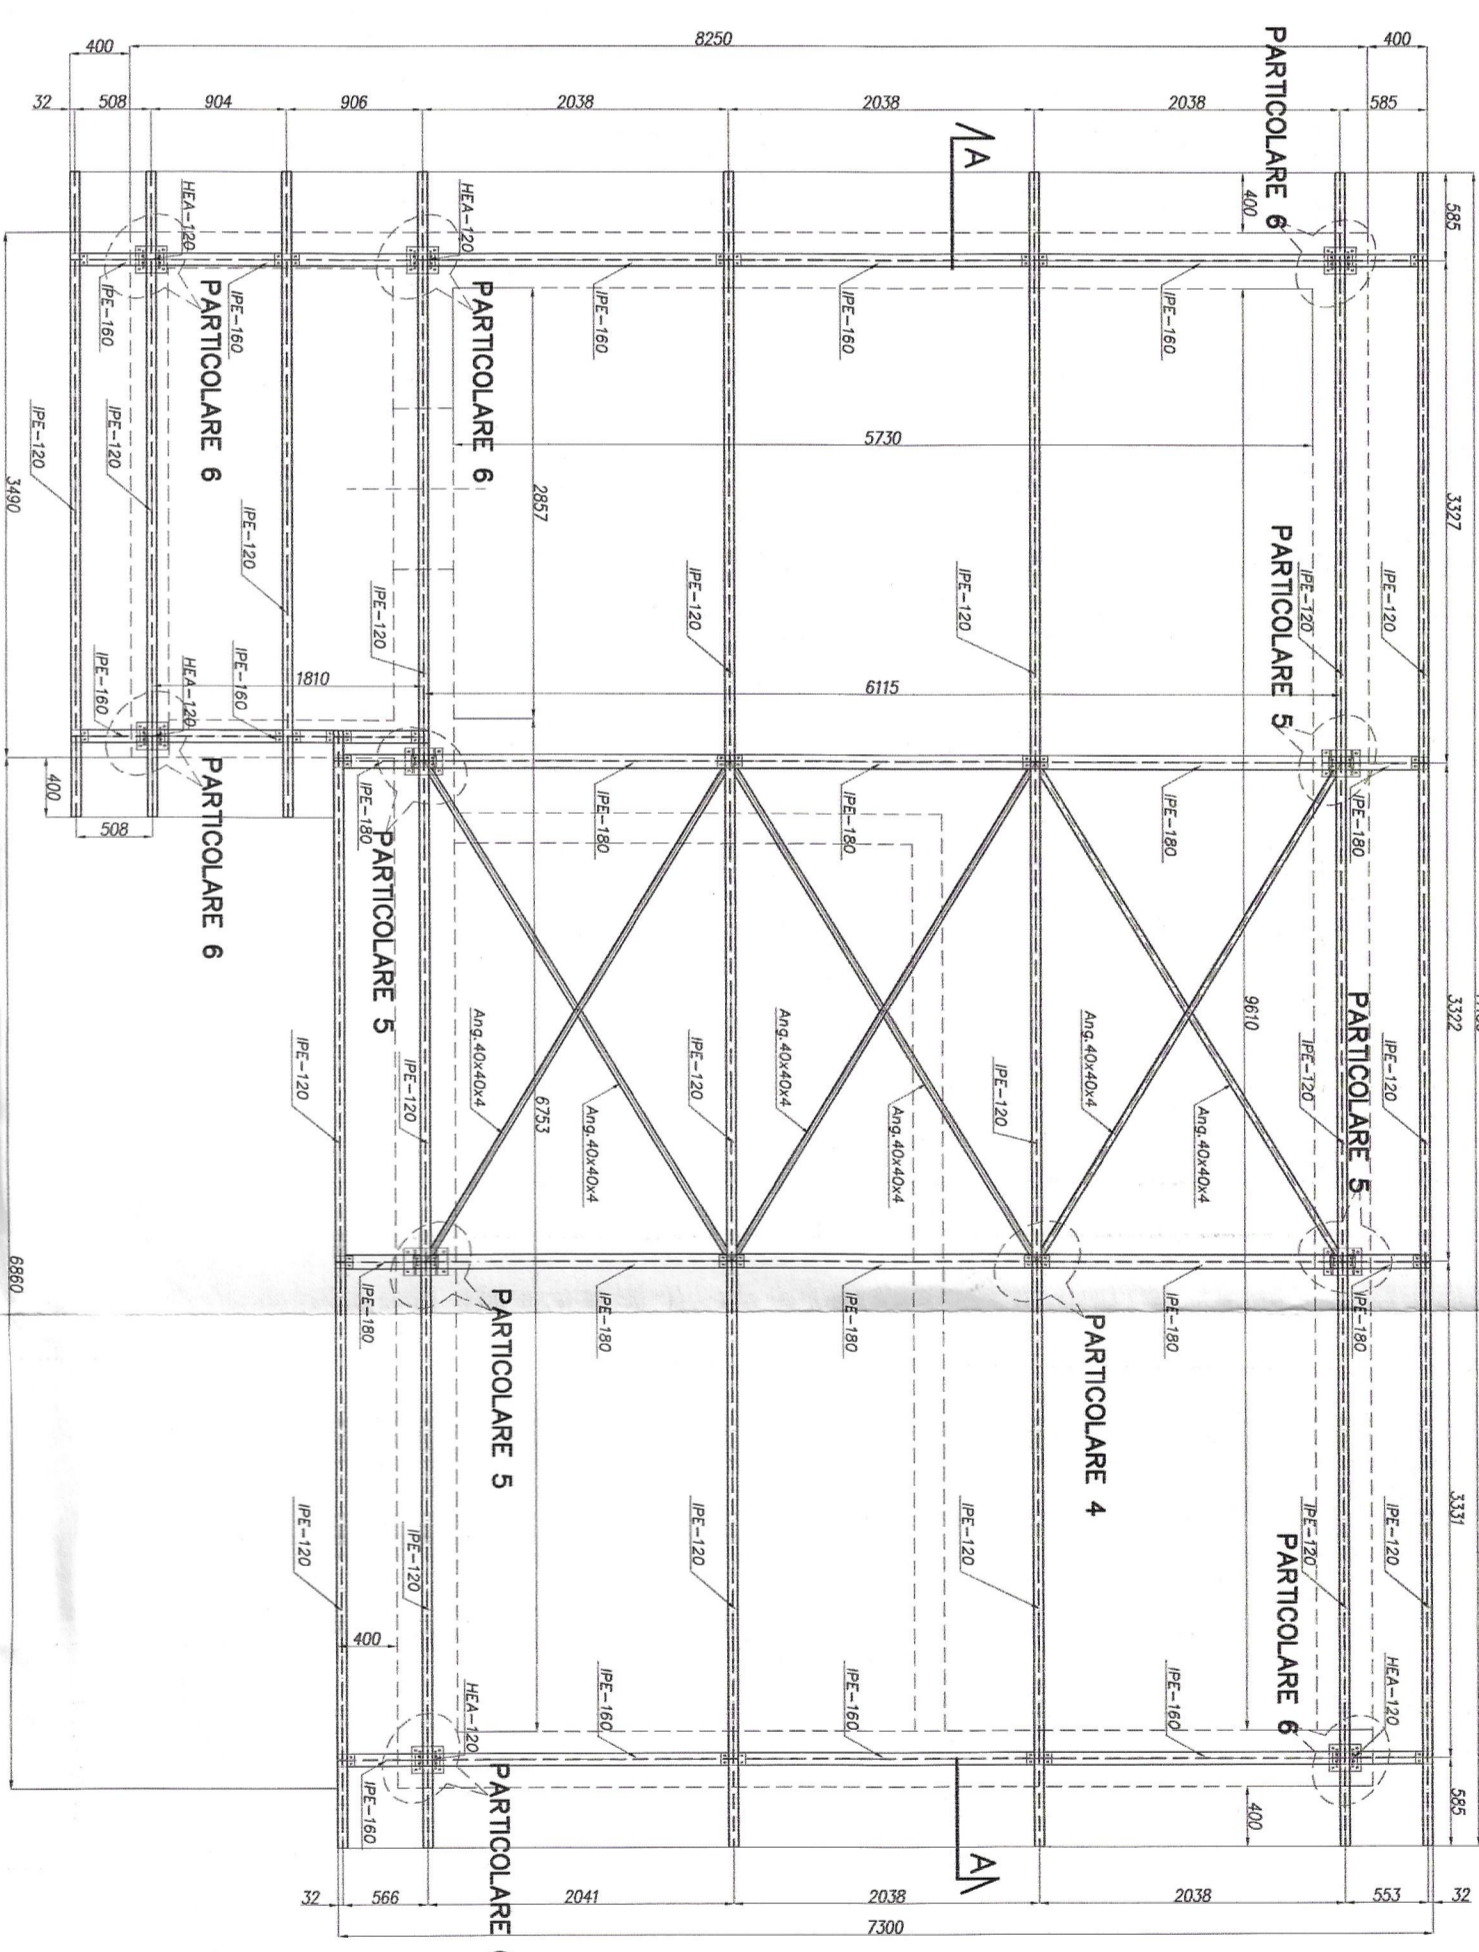 400
8250
400
32
508
904
906
2038
2038
2038
585
PARTICOLARE 6
A
HEA-120
HEA-120
400
585
IPE-160
IPE-160
PARTICOLARE 6
PARTICOLARE 6
IPE-160
IPE-160
IPE-160
IPE-120
IPE-120
3490
5730
2857
IPE-120
3327
PARTICOLARE 5
IPE-120
IPE-120
IPE-120
IPE-120
IPE-120
IPE-160
HEA-120
IPE-160
1810
6115
400
508
PARTICOLARE 6
IPE-180
PARTICOLARE 5
IPE-180
IPE-180
IPE-180
IPE-180
9610
3322
PARTICOLARE 5
IPE-120
IPE-120
Ang.40x40x4
Ang.40x40x4
6753
IPE-120
Ang.40x40x4
Ang.40x40x4
IPE-120
Ang.40x40x4
Ang.40x40x4
IPE-120
IPE-120
6860
IPE-180
PARTICOLARE 5
IPE-180
IPE-180
PARTICOLARE 4
IPE-180
IPE-180
3331
IPE-120
IPE-120
IPE-120
IPE-120
IPE-120
IPE-120
PARTICOLARE 6
400
HEA-120
IPE-160
IPE-160
IPE-160
HEA-120
IPE-160
PARTICOLARE
400
585
A
32
566
2041
2038
2038
553
32
7300